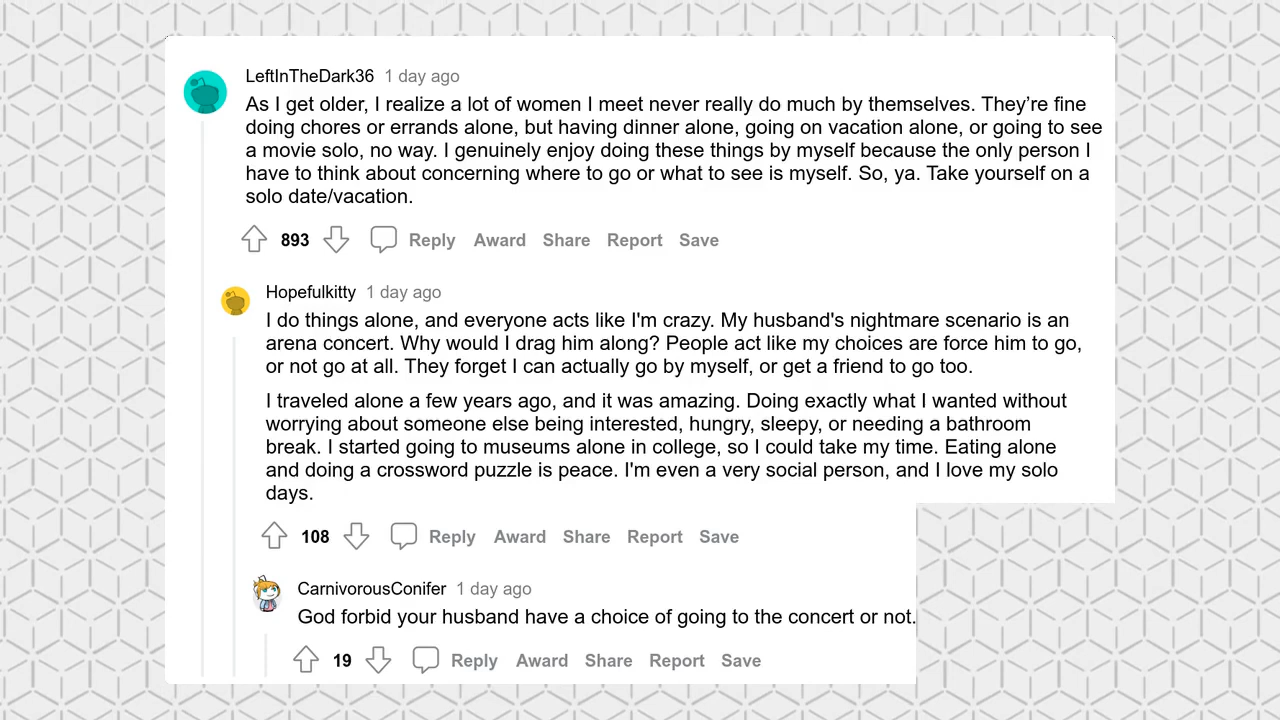 LeftInTheDark36 1 day ago
As I get older, I realize a lot of women I meet never really do much by themselves. They’re fine
doing chores or errands alone, but having dinner alone, going on vacation alone, or going to see
a movie solo, no way. I genuinely enjoy doing these things by myself because the only person I
have to think about concerning where to go or what to see is myself. So, ya. Take yourself on a
solo date/vacation.
893 Reply Award Share Report Save
Hopefulkitty 1 day ago
I do things alone, and everyone acts like I'm crazy. My husband's nightmare scenario is an
arena concert. Why would I drag him along? People act like my choices are force him to go,
or not go at all. They forget I can actually go by myself, or get a friend to go too.
I traveled alone a few years ago, and it was amazing. Doing exactly what I wanted without
worrying about someone else being interested, hungry, sleepy, or needing a bathroom
break. I started going to museums alone in college, so I could take my time. Eating alone
and doing a crossword puzzle is peace. I'm even a very social person, and I love my solo
days.
108 Reply Award Share Report Save
CarnivorousConifer 1 day ago
God forbid your husband have a choice of going to the concert or not.
19 Reply Award Share Report Save